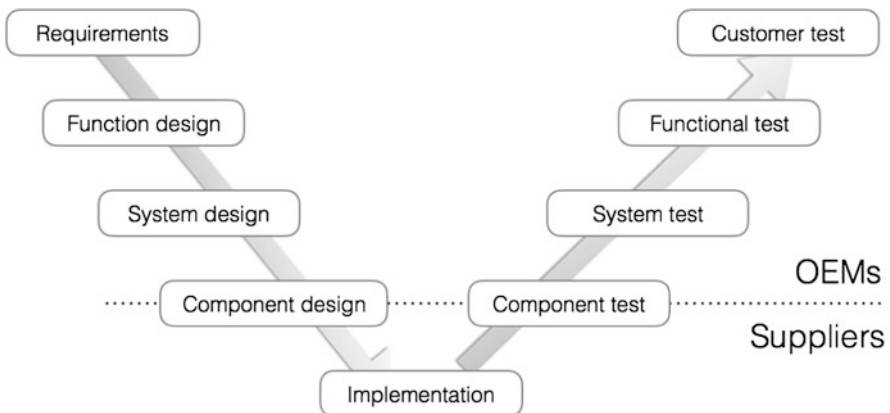 Requirements
Customer test
Function design
Functional test
System design
System test
OEMs
Component design
Component test
Suppliers
Implementation